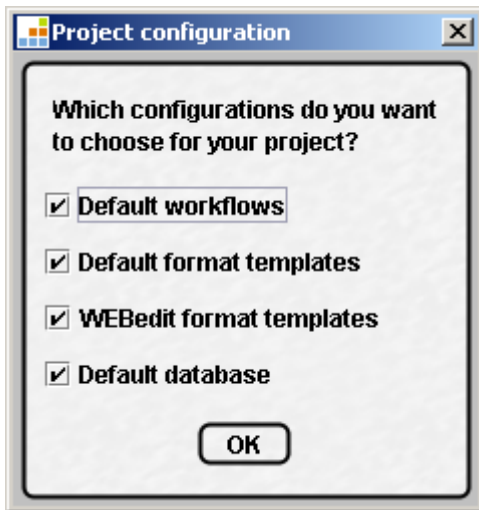 Project configuration
Which configurations do you want
to choose for your project?
Default workflows
Default format templates
WEBedit format templates
Default database
OK